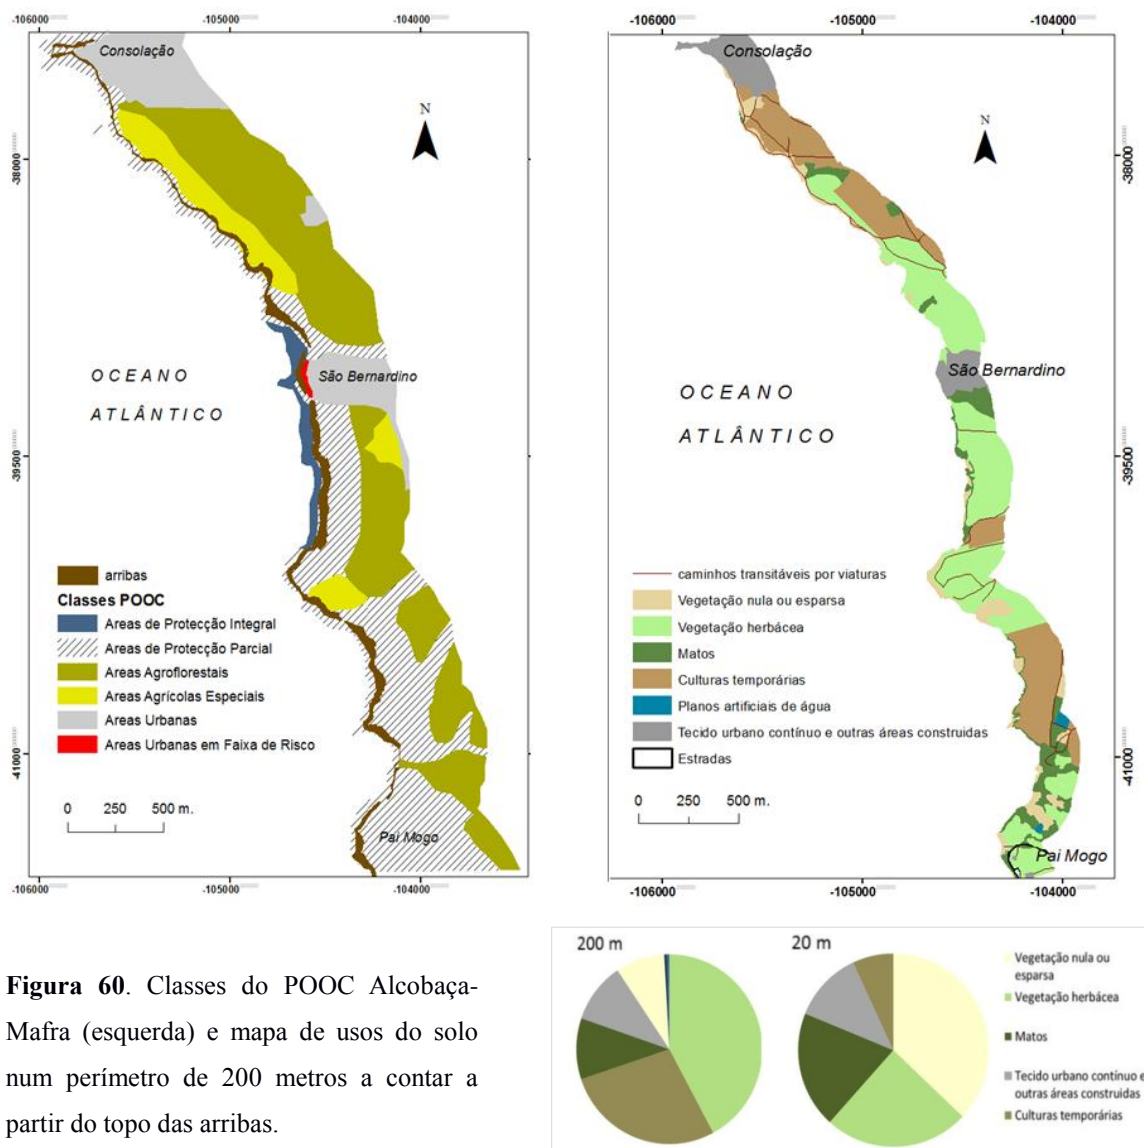 -106000
-105000
-104000
Consolação
N
-38000
OCEANO
ATLÂNTICO
São Bernardino
-39500
arribas
Classes POOC
Areas de Protecção Integral
Areas de Protecção Parcial
Areas Agroflorestais
Areas Agrícolas Especiais
Areas Urbanas
Areas Urbanas em Faixa de Risco
-41000
0 250 500 m.
Pai Mogo
-106000
-105000
-104000
-106000
-105000
-104000
Consolação
N
-38000
OCEANO
ATLÂNTICO
São Bernardino
-39500
caminhos transitáveis por viaturas
Vegetação nula ou esparsa
Vegetação herbácea
Matos
Culturas temporárias
Planos artificiais de água
Tecido urbano contínuo e outras áreas construidas
Estradas
-41000
0 250 500 m.
Pai Mogo
-106000
-105000
-104000
Figura 60. Classes do POOC Alcobaça-
Mafra (esquerda) e mapa de usos do solo
num perímetro de 200 metros a contar a
partir do topo das arribas.
200 m
20 m
Vegetação nula ou
esparsa
Vegetação herbácea
Matos
Tecido urbano contínuo e
outras áreas construidas
Culturas temporárias